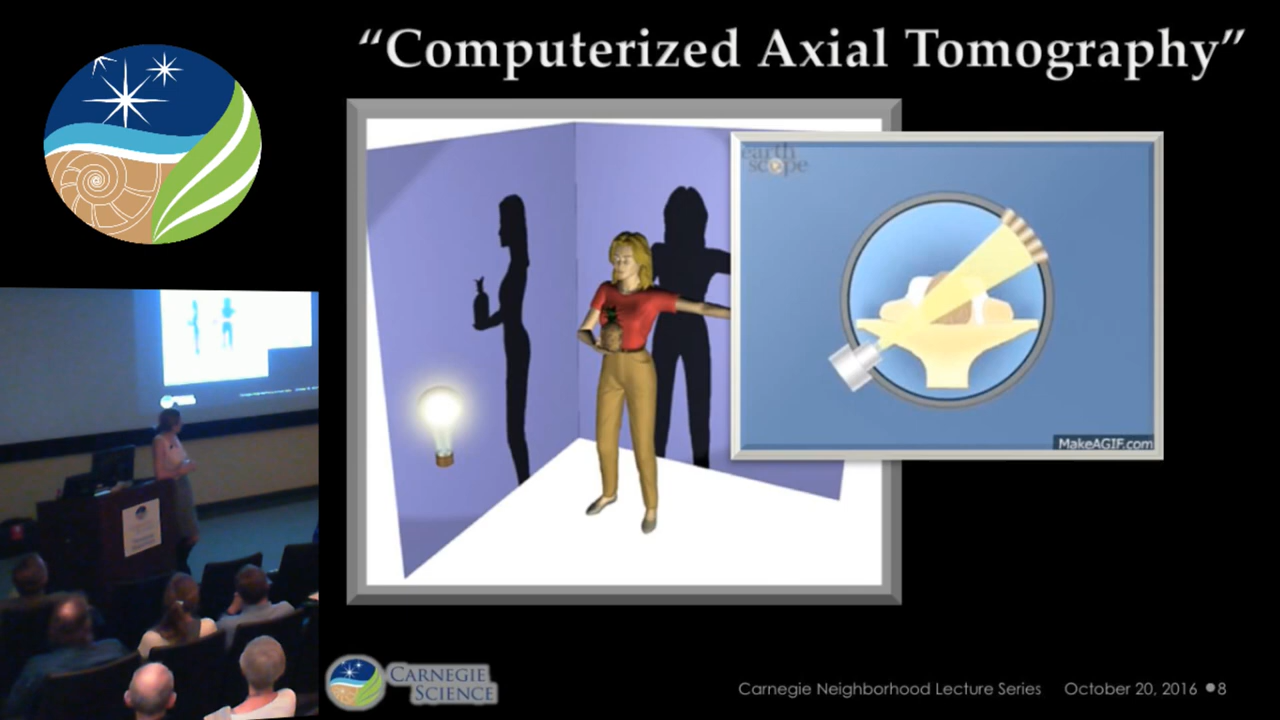 “Computerized Axial Tomography”
earth
scope
MakeAGIF.com
CARNEGIE
SCIENCE
Carnegie Neighborhood Lecture Series October 20, 2016 •8